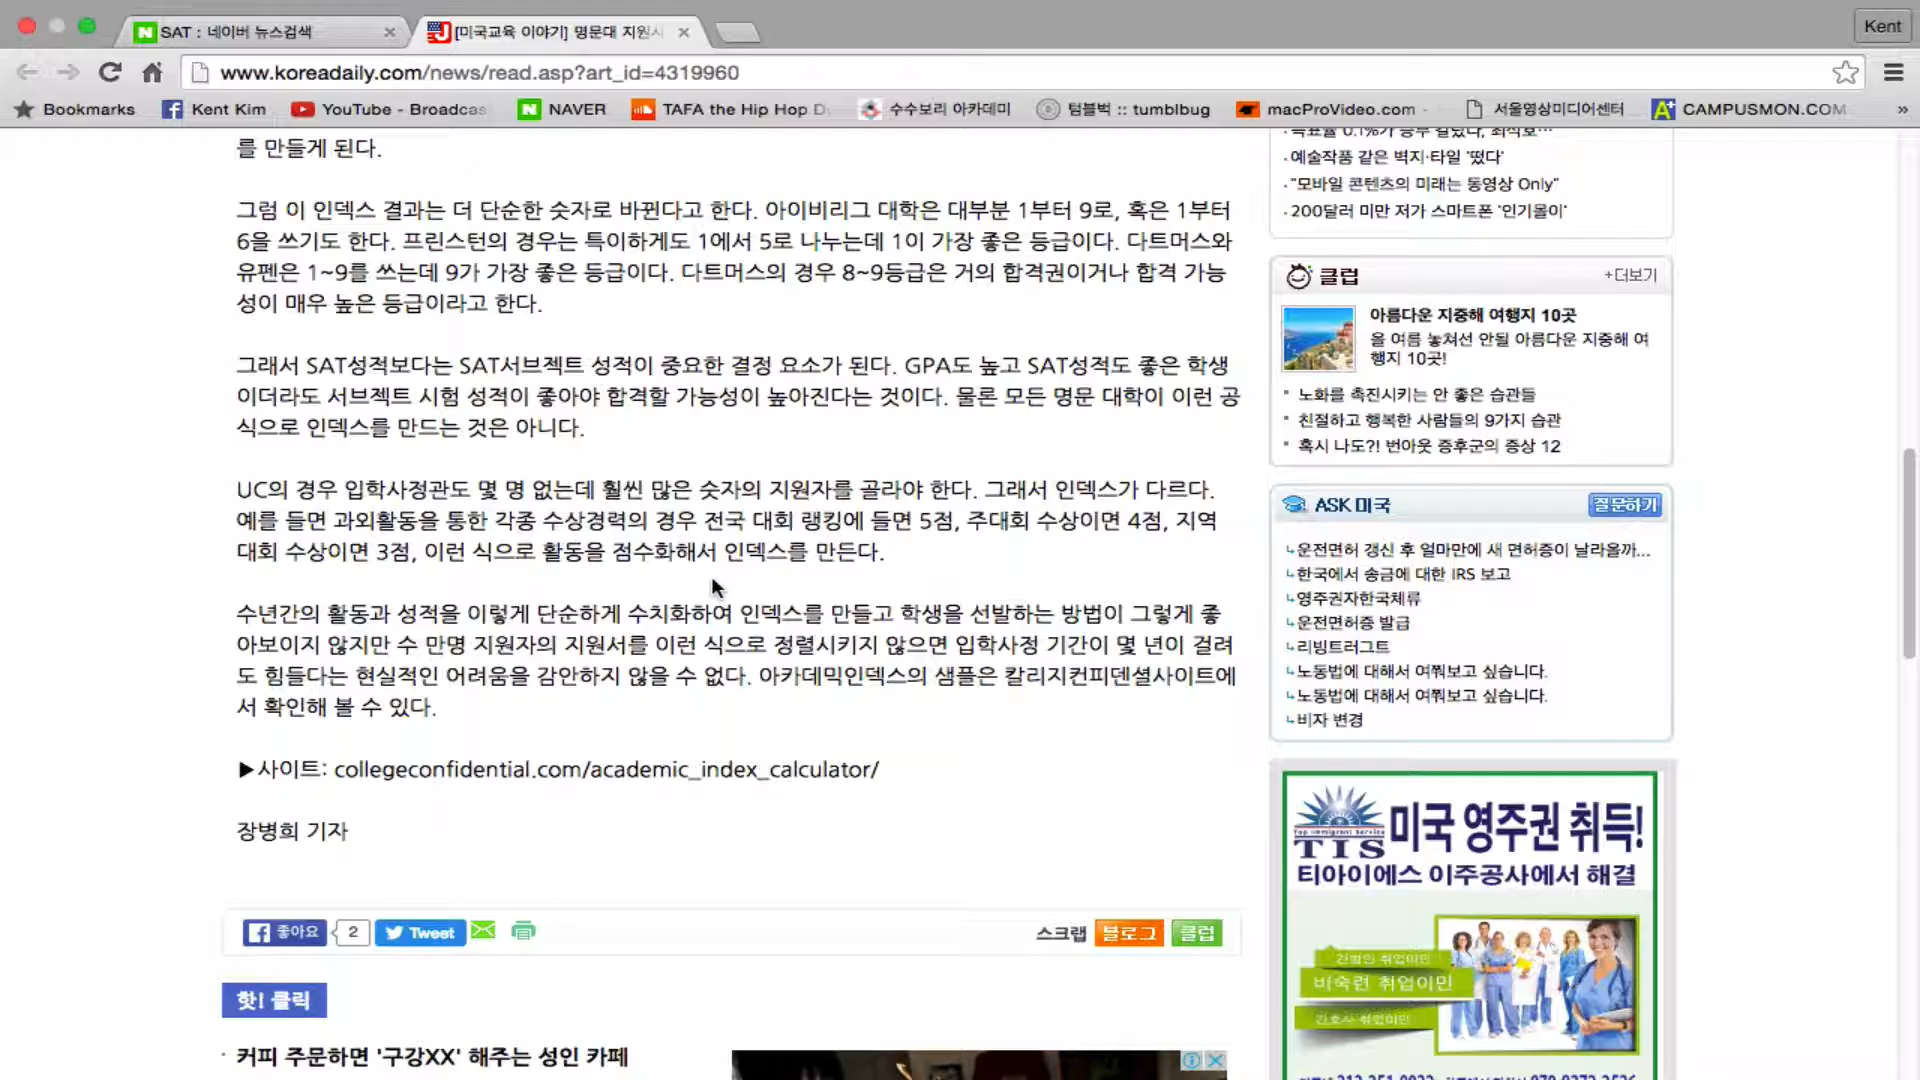 SAT : 네이버 뉴스검색
[미국교육 이야기] 명문대 지원시
Kent
www.koreadaily.com/news/read.asp?art_id=4319960
Bookmarks
Kent Kim
YouTube - Broadcas
NAVER
TAFA the Hip Hop D
수수보리 아카데미
텀블벅 :: tumblbug
macProVideo.com -
서울영상미디어센터
CAMPUSMON.COM
»
를 만들게 된다.
그럼 이 인덱스 결과는 더 단순한 숫자로 바뀐다고 한다. 아이비리그 대학은 대부분 1부터 9로, 혹은 1부터
6을 쓰기도 한다. 프린스턴의 경우는 특이하게도 1에서 5로 나누는데 1이 가장 좋은 등급이다. 다트머스와
유펜은 1~9를 쓰는데 9가 가장 좋은 등급이다. 다트머스의 경우 8~9등급은 거의 합격권이거나 합격 가능
성이 매우 높은 등급이라고 한다.
그래서 SAT성적보다는 SAT서브젝트 성적이 중요한 결정 요소가 된다. GPA도 높고 SAT성적도 좋은 학생
이더라도 서브젝트 시험 성적이 좋아야 합격할 가능성이 높아진다는 것이다. 물론 모든 명문 대학이 이런 공
식으로 인덱스를 만드는 것은 아니다.
UC의 경우 입학사정관도 몇 명 없는데 훨씬 많은 숫자의 지원자를 골라야 한다. 그래서 인덱스가 다르다.
예를 들면 과외활동을 통한 각종 수상경력의 경우 전국 대회 랭킹에 들면 5점, 주대회 수상이면 4점, 지역
대회 수상이면 3점, 이런 식으로 활동을 점수화해서 인덱스를 만든다.
수년간의 활동과 성적을 이렇게 단순하게 수치화하여 인덱스를 만들고 학생을 선발하는 방법이 그렇게 좋
아보이지 않지만 수 만명 지원자의 지원서를 이런 식으로 정렬시키지 않으면 입학사정 기간이 몇 년이 걸려
도 힘들다는 현실적인 어려움을 감안하지 않을 수 없다. 아카데믹인덱스의 샘플은 칼리지컨피덴셜사이트에
서 확인해 볼 수 있다.
▶사이트: collegeconfidential.com/academic_index_calculator/
장병희 기자
좋아요 2 Tweet
스크랩 블로그 클럽
핫! 클릭
· 커피 주문하면 '구강XX' 해주는 성인 카페
· 득표율 0.1%가 승부 갈랐다, 최석호…
· 예술작품 같은 벽지·타일 '떴다'
· “모바일 콘텐츠의 미래는 동영상 Only”
· 200달러 미만 저가 스마트폰 '인기몰이'
클럽 +더보기
아름다운 지중해 여행지 10곳
올 여름 놓쳐선 안될 아름다운 지중해 여
행지 10곳!
노화를 촉진시키는 안 좋은 습관들
친절하고 행복한 사람들의 9가지 습관
혹시 나도?! 번아웃 증후군의 증상 12
ASK 미국 질문하기
운전면허 갱신 후 얼마만에 새 면허증이 날라올까...
한국에서 송금에 대한 IRS 보고
영주권자한국체류
운전면허증 발급
리빙트러그트
노동법에 대해서 여쭤보고 싶습니다.
노동법에 대해서 여쭤보고 싶습니다.
비자 변경
Top Immigrant Service
TIS
미국 영주권 취득!
티아이에스 이주공사에서 해결
간병인 취업이민
비숙련 취업이민
간호사 취업이민